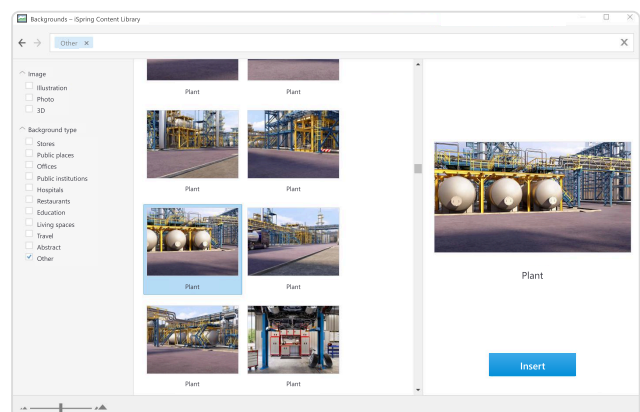 Backgrounds – iSpring Content Library
Other
Image
Illustration
Photo
3D
Background type
Stores
Public places
Offices
Public institutions
Hospitals
Restaurants
Education
Living spaces
Travel
Abstract
Other
Plant Plant
Plant Plant
Plant Plant
Plant Plant
Plant
Insert